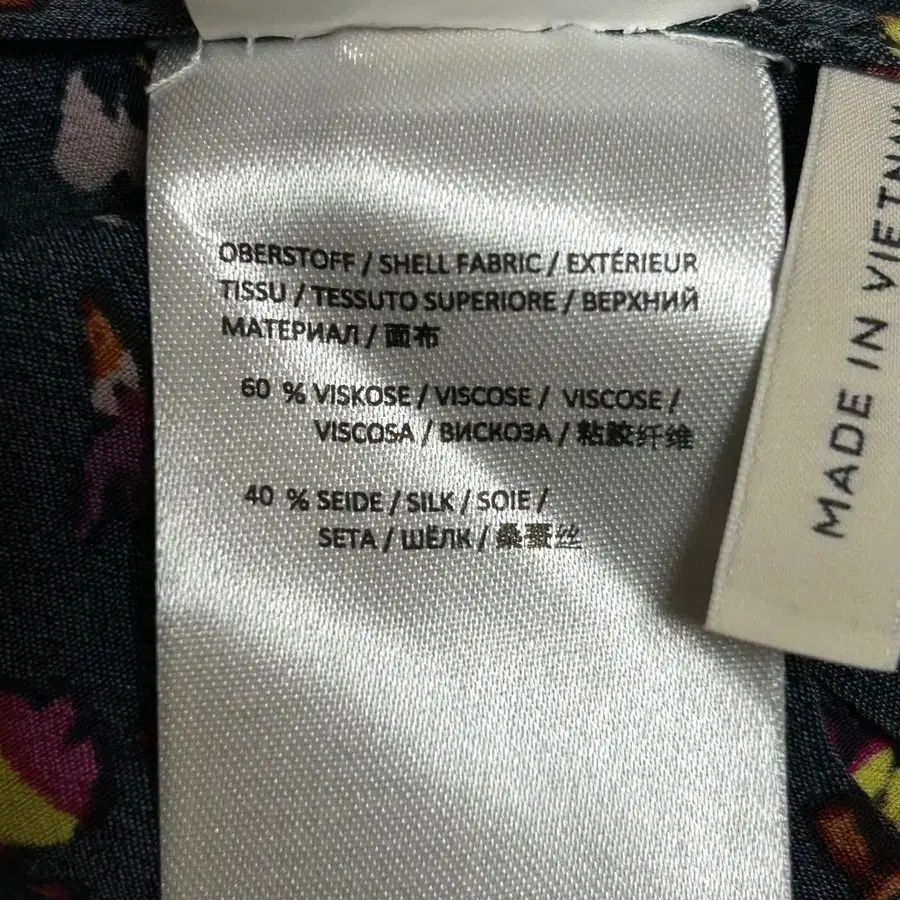 OBERSTOFF / SHELL FABRIC / EXTÉRIEUR
TISSU / TESSUTO SUPERIORE / ВЕРХНИЙ
МАТЕРИАЛ / 面布
60 % VISKOSE / VISCOSE / VISCOSE /
VISCOSA / ВИСКОЗА / 粘胶纤维
40 % SEIDE / SILK / SOIE /
SETA / ШЁЛК / 桑蚕丝
MADE IN VIETNAM